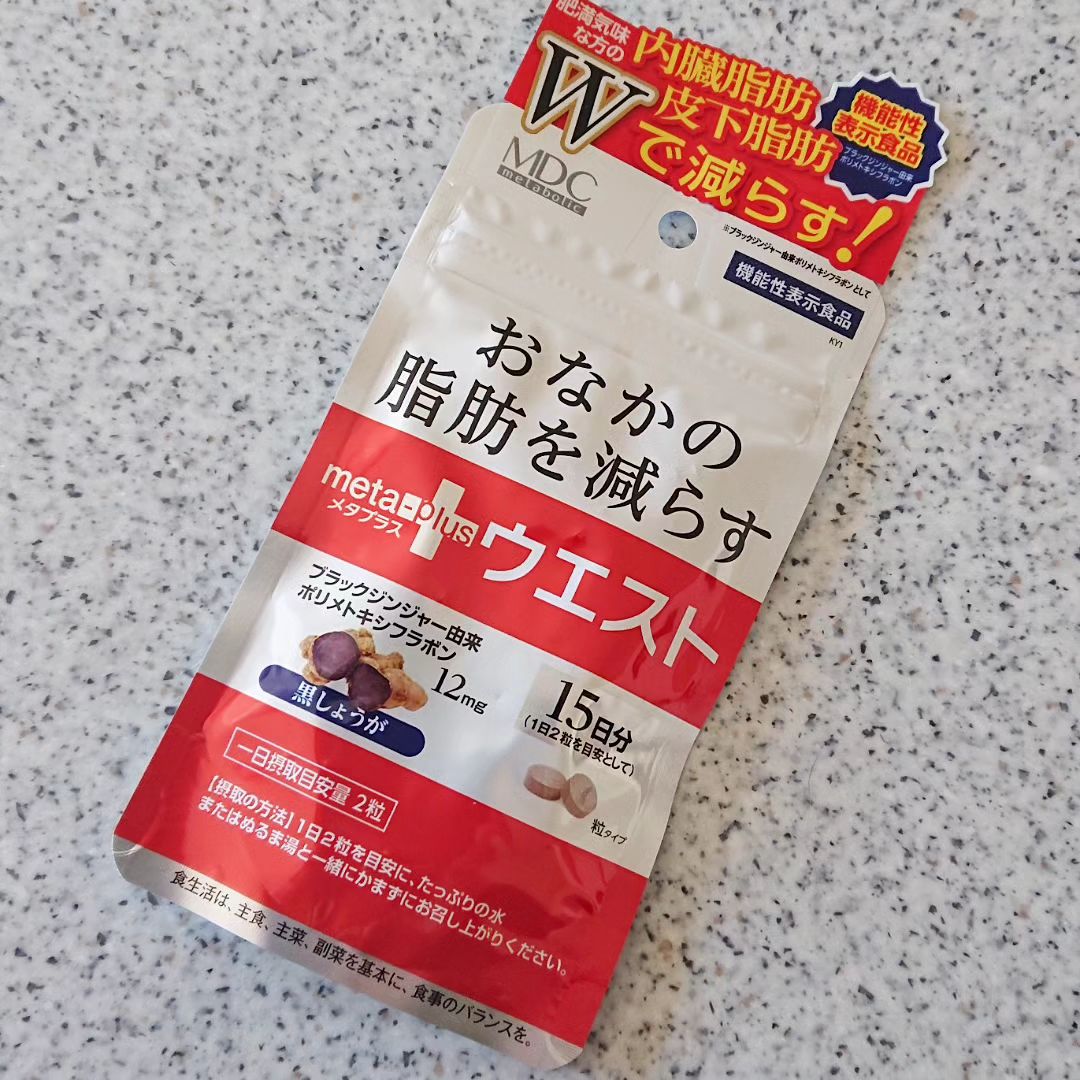 肥満気味
な方の
内臓脂肪
皮下脂肪
Wで減らす!
機能性
表示食品
ブラックジンジャー由来
ポリメトキシフラボン
※ブラックジンジャー由来ポリメトキシフラボンとして
MDC
metabolic
機能性表示食品
KY1
おなかの
脂肪を減らす
meta-plus
メタプラス
ウエスト
ブラックジンジャー由来
ポリメトキシフラボン
12mg
黒しょうが
15日分
(1日2粒を目安として)
粒タイプ
一日摂取目安量 2粒
【摂取の方法】1日2粒を目安に、たっぷりの水
またはぬるま湯と一緒にかまずにお召し上がりください。
食生活は、主食、主菜、副菜を基本に、食事のバランスを。